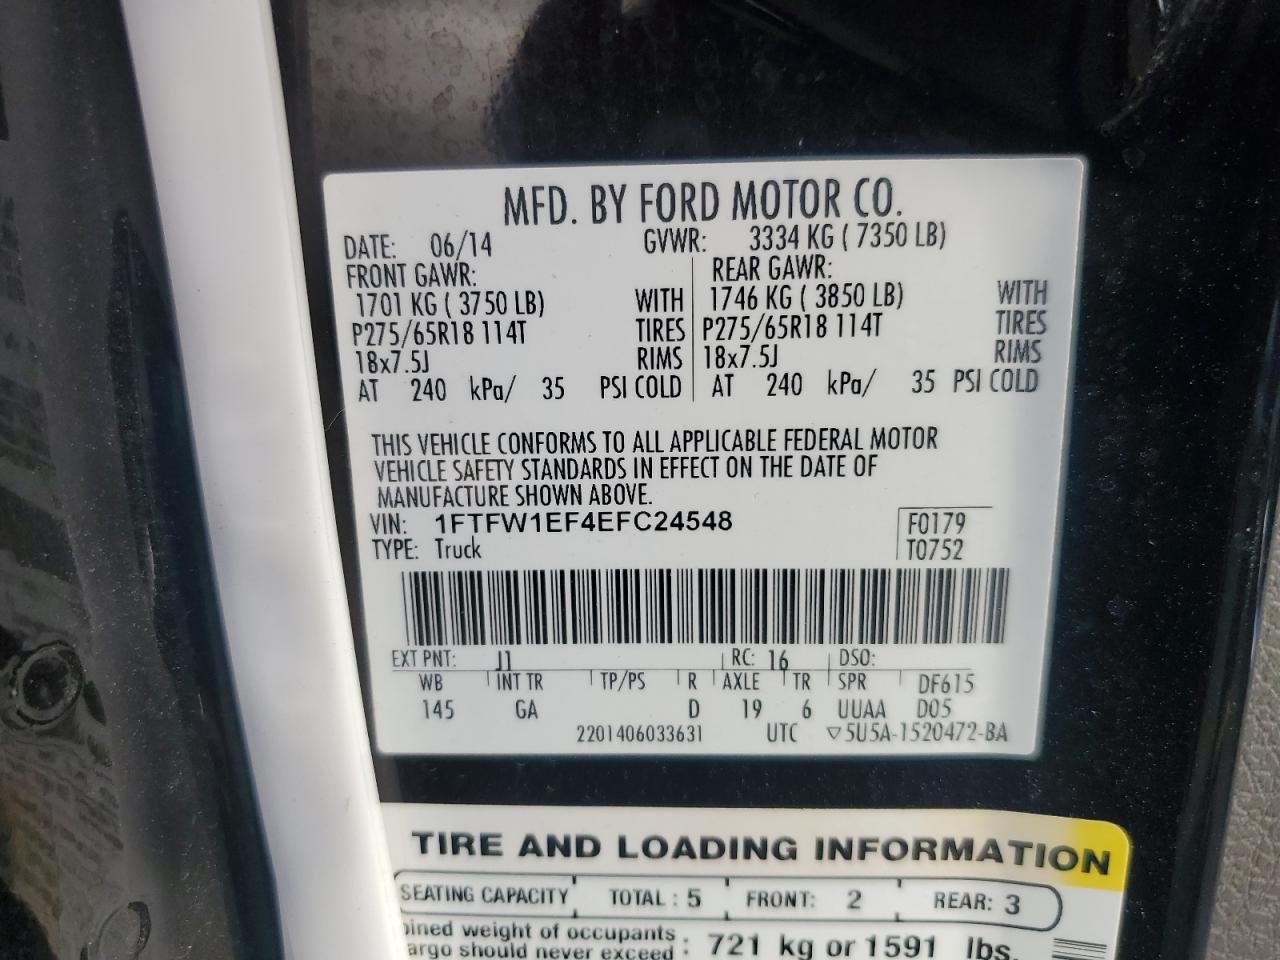 MFD. BY FORD MOTOR CO.
DATE: 06/14 GVWR: 3334 KG ( 7350 LB)
FRONT GAWR: REAR GAWR:
1701 KG ( 3750 LB) WITH 1746 KG ( 3850 LB) WITH
P275/65R18 114T TIRES P275/65R18 114T TIRES
18x7.5J RIMS 18x7.5J RIMS
AT 240 kPa/ 35 PSI COLD AT 240 kPa/ 35 PSI COLD
THIS VEHICLE CONFORMS TO ALL APPLICABLE FEDERAL MOTOR
VEHICLE SAFETY STANDARDS IN EFFECT ON THE DATE OF
MANUFACTURE SHOWN ABOVE.
VIN: 1FTFW1EF4EFC24548 F0179
TYPE: Truck T0752
EXT PNT: J1 RC: 16 DSO:
WB INT TR TP/PS R AXLE TR SPR DF615
145 GA D 19 6 UUAA D05
2201406033631 UTC ▽5U5A-1520472-BA
TIRE AND LOADING INFORMATION
SEATING CAPACITY TOTAL : 5 FRONT: 2 REAR: 3
weight of occupants
should never exceed : 721 kg or 1591 lbs.